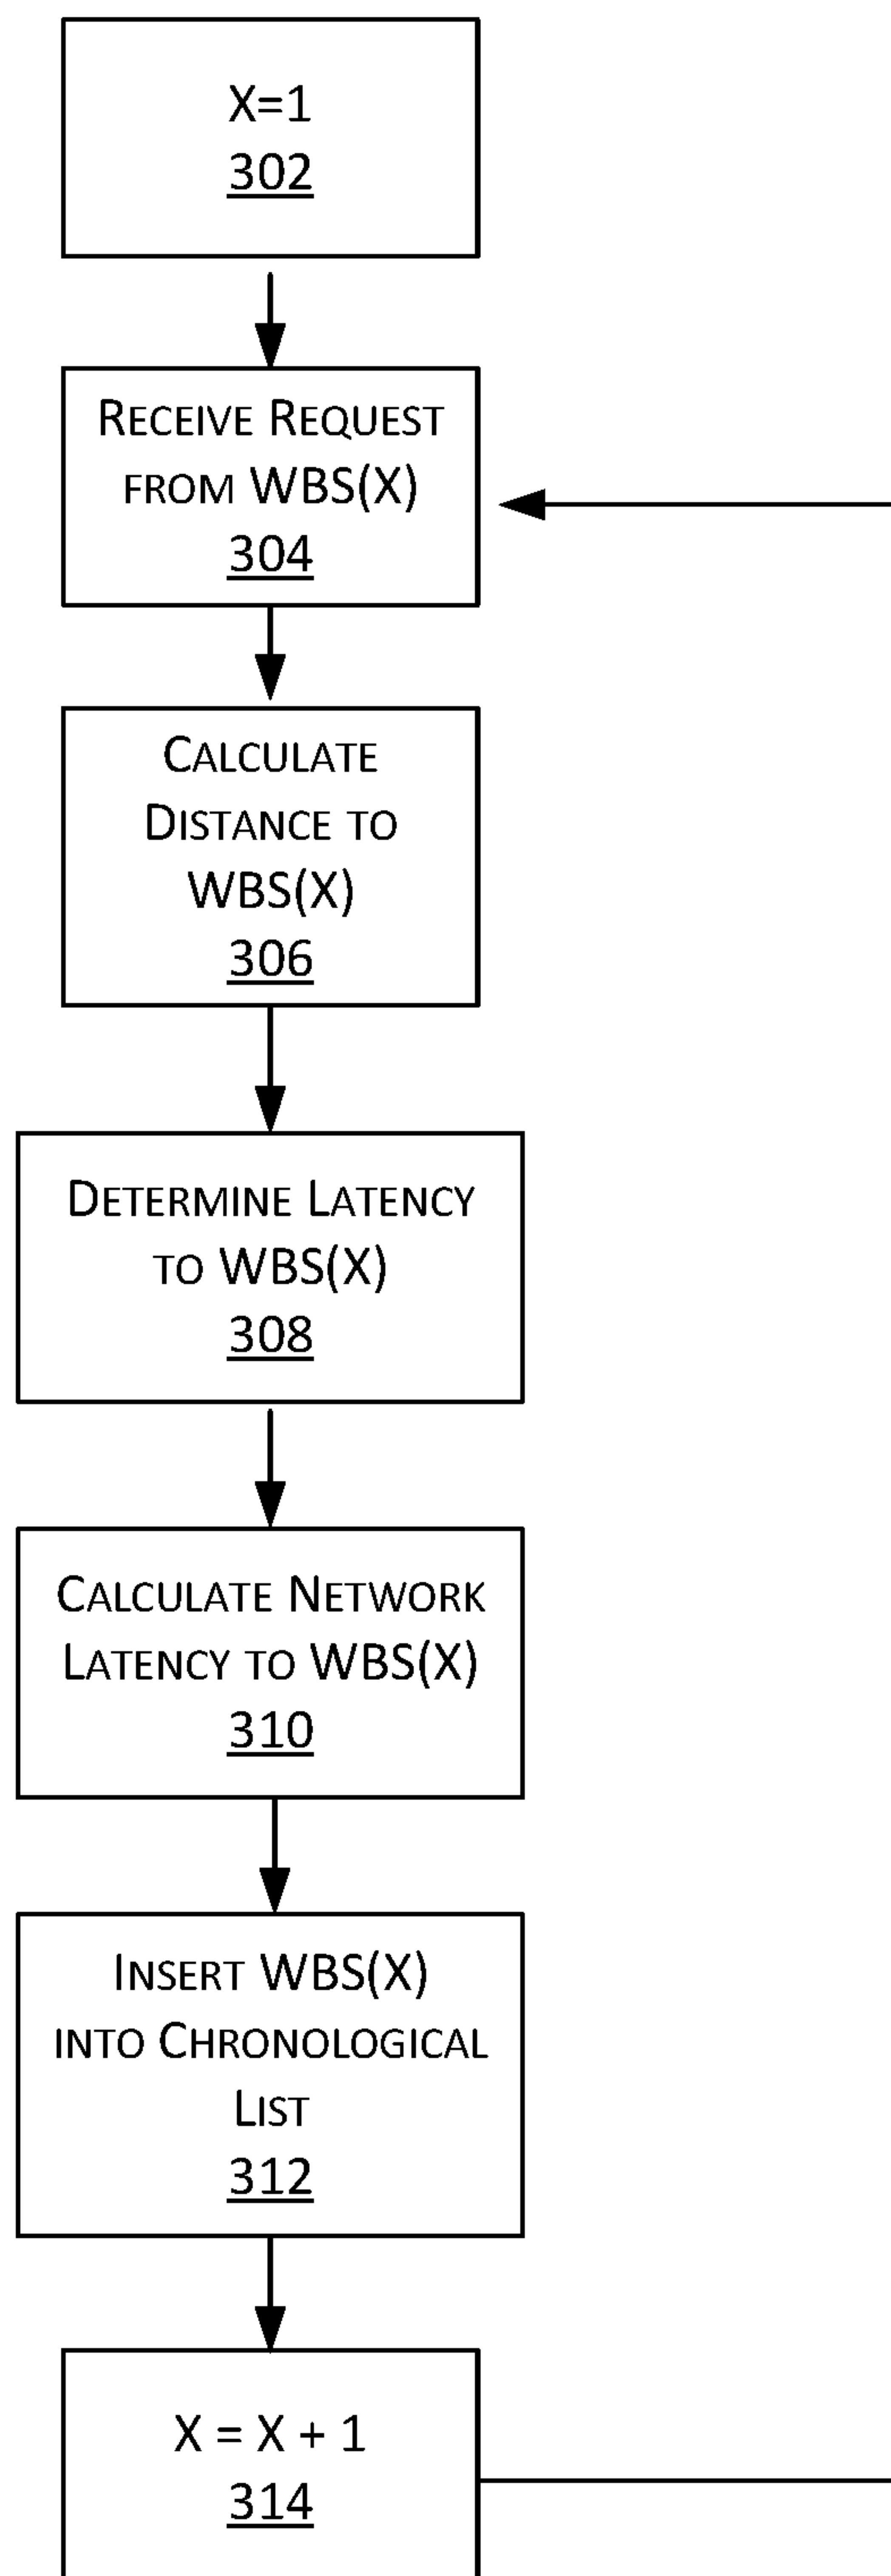 X=1
302
RECEIVE REQUEST
FROM WBS(X)
304
CALCULATE
DISTANCE TO
WBS(X)
306
DETERMINE LATENCY
TO WBS(X)
308
CALCULATE NETWORK
LATENCY TO WBS(X)
310
INSERT WBS(X)
INTO CHRONOLOGICAL
LIST
312
X = X + 1
314